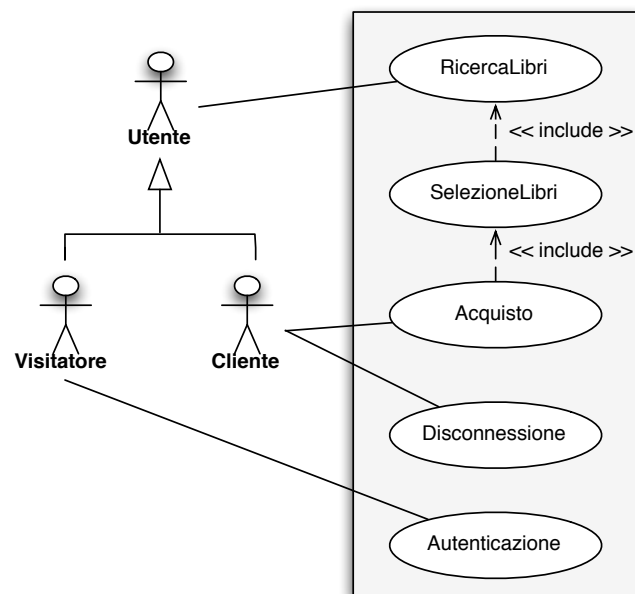 RicercaLibri
Utente
<< include >>
SelezioneLibri
<< include >>
Acquisto
Visitatore
Cliente
Disconnessione
Autenticazione